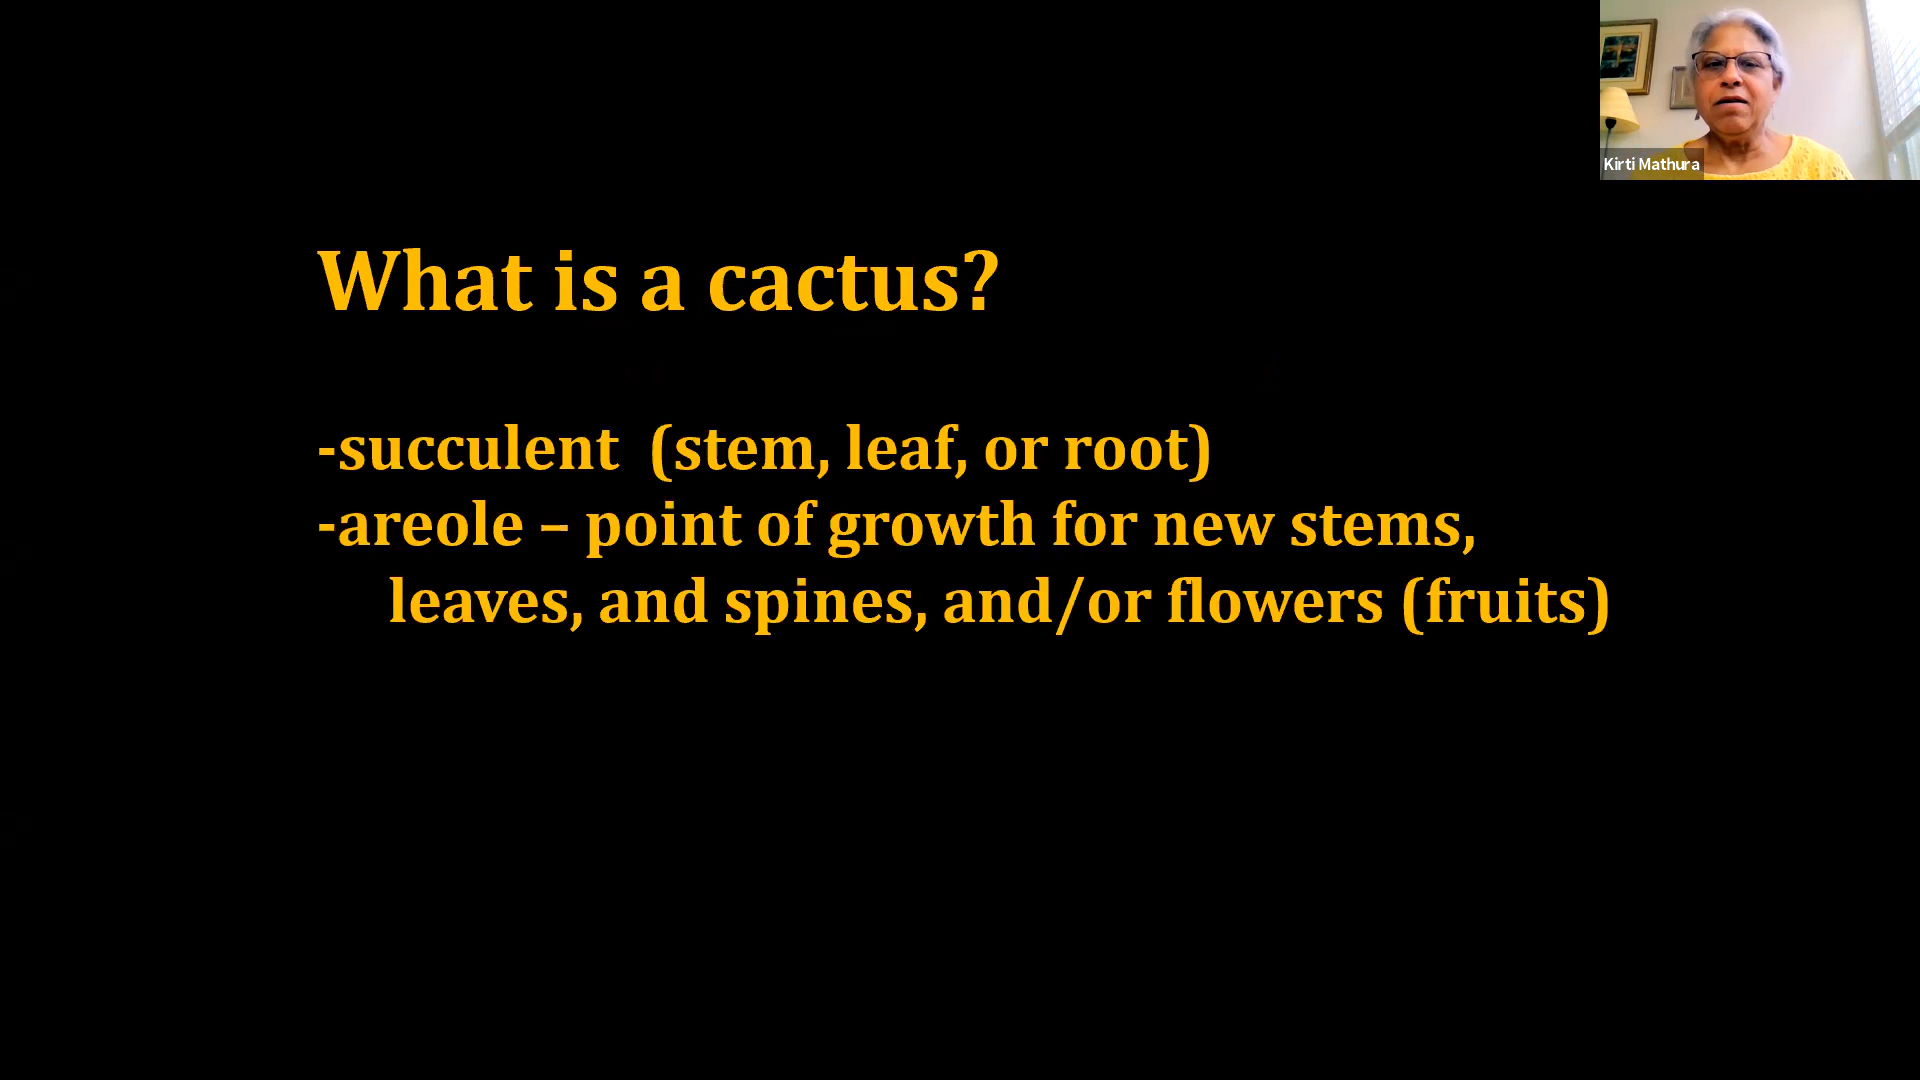 Kirti Mathura
What is a cactus?
-succulent  (stem, leaf, or root)
-areole – point of growth for new stems,
leaves, and spines, and/or flowers (fruits)